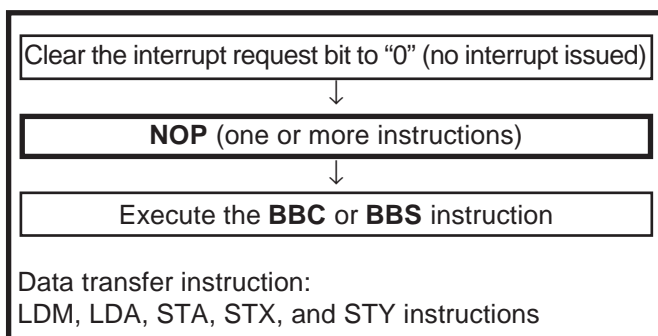 Clear the interrupt request bit to “0” (no interrupt issued)
↓
NOP (one or more instructions)
↓
Execute the BBC or BBS instruction
Data transfer instruction:
LDM, LDA, STA, STX, and STY instructions